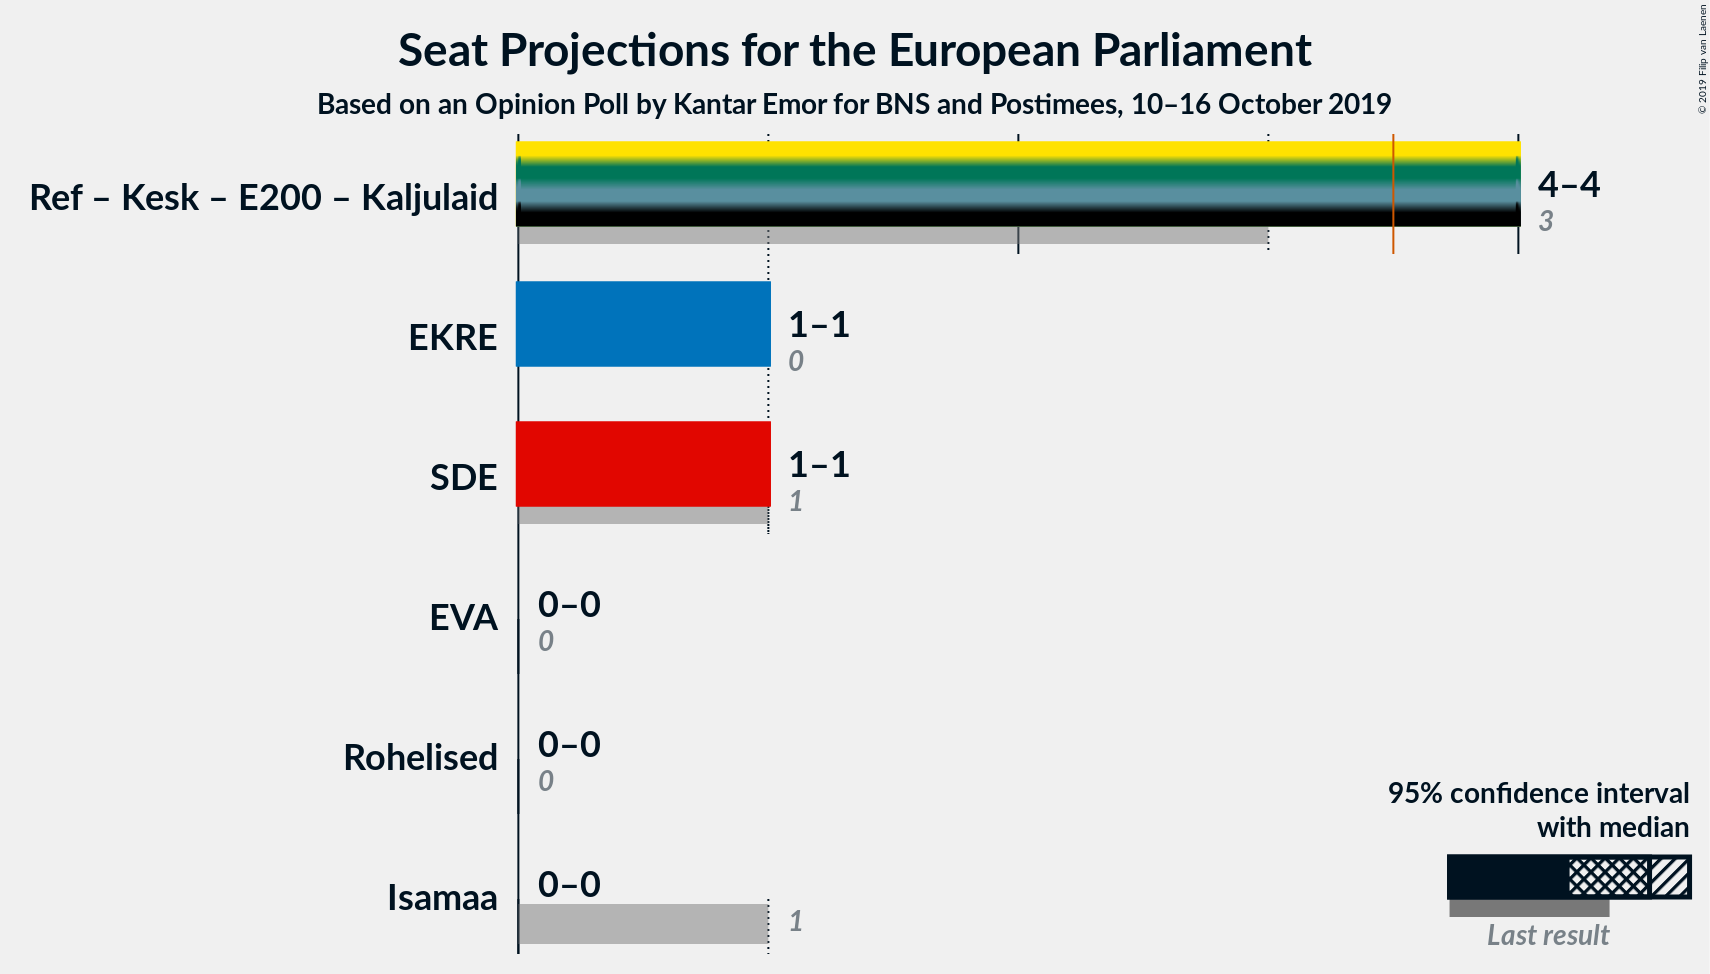 Seat Projections for the European Parliament
Based on an Opinion Poll by Kantar Emor for BNS and Postimees, 10–16 October 2019
© 2019 Filip van Laenen
Ref – Kesk – E200 – Kaljulaid
4–4
3
EKRE
1–1
0
SDE
1–1
1
EVA
0–0
0
Rohelised
0–0
0
Isamaa
0–0
1
95% confidence interval
with median
Last result